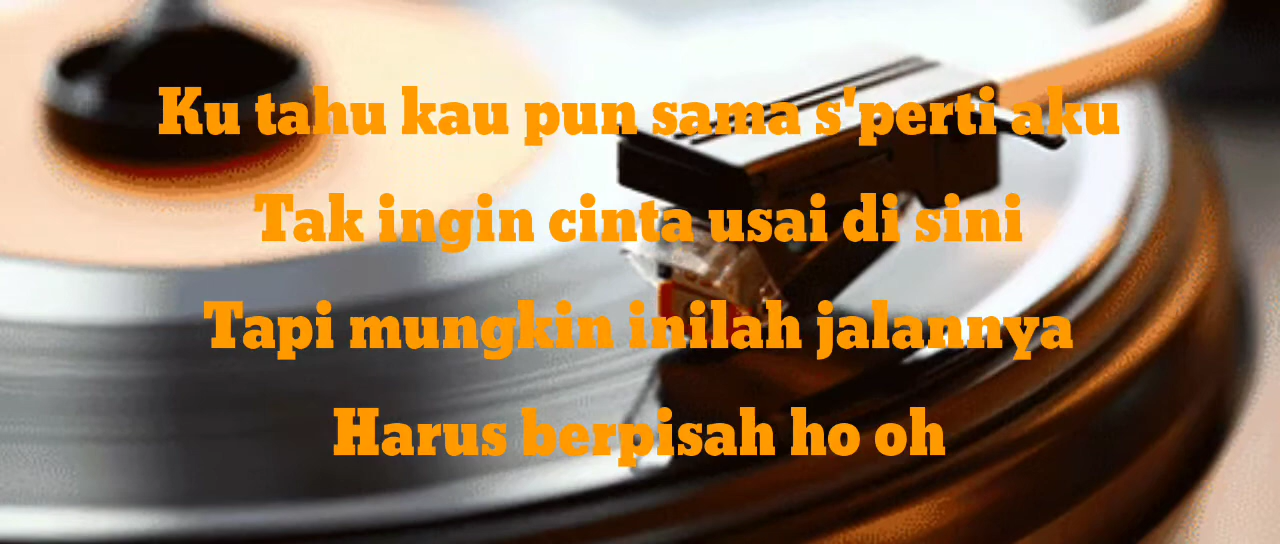 Ku tahu kau pun sama s'perti aku
Tak ingin cinta usai di sini
Tapi mungkin inilah jalannya
Harus berpisah ho oh